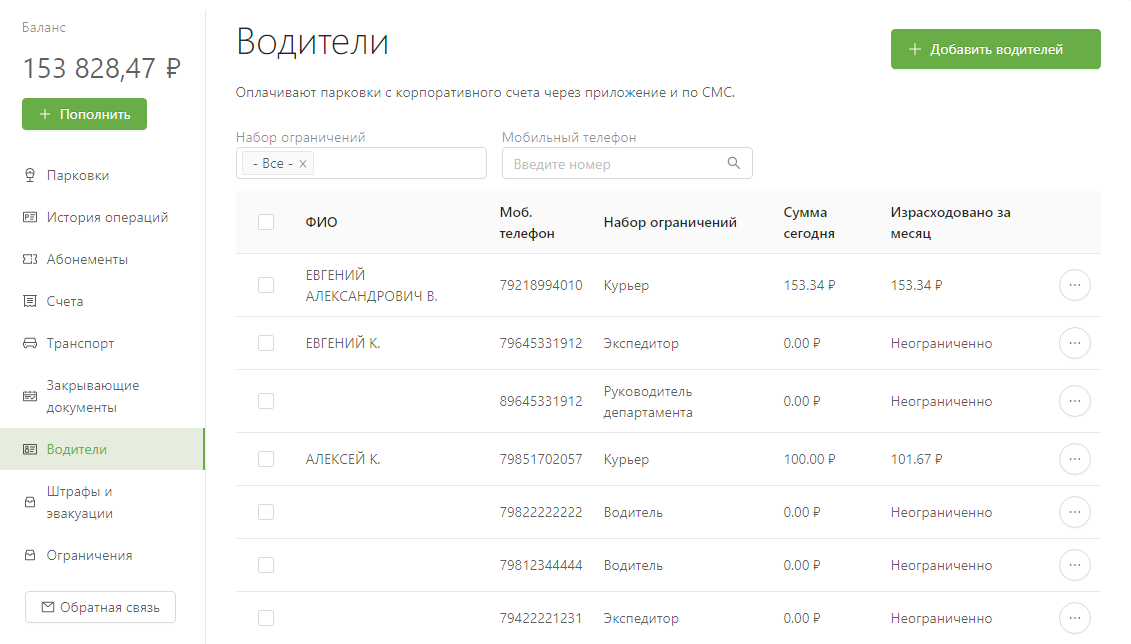 Баланс
153 828,47 ₽
+ Пополнить
Парковки
История операций
Абонементы
Счета
Транспорт
Закрывающие
документы
Водители
Штрафы и
эвакуации
Ограничения
Обратная связь
Водители
+ Добавить водителей
Оплачивают парковки с корпоративного счета через приложение и по СМС.
Набор ограничений Мобильный телефон
- Все - × Введите номер
ФИО Моб. телефон Набор ограничений Сумма сегодня Израсходовано за месяц
ЕВГЕНИЙ АЛЕКСАНДРОВИЧ В. 79218994010 Курьер 153.34 ₽ 153.34 ₽ ···
ЕВГЕНИЙ К. 79645331912 Экспедитор 0.00 ₽ Неограниченно ···
89645331912 Руководитель департамента 0.00 ₽ Неограниченно ···
АЛЕКСЕЙ К. 79851702057 Курьер 100.00 ₽ 101.67 ₽ ···
79822222222 Водитель 0.00 ₽ Неограниченно ···
79812344444 Водитель 0.00 ₽ Неограниченно ···
79422221231 Экспедитор 0.00 ₽ Неограниченно ···